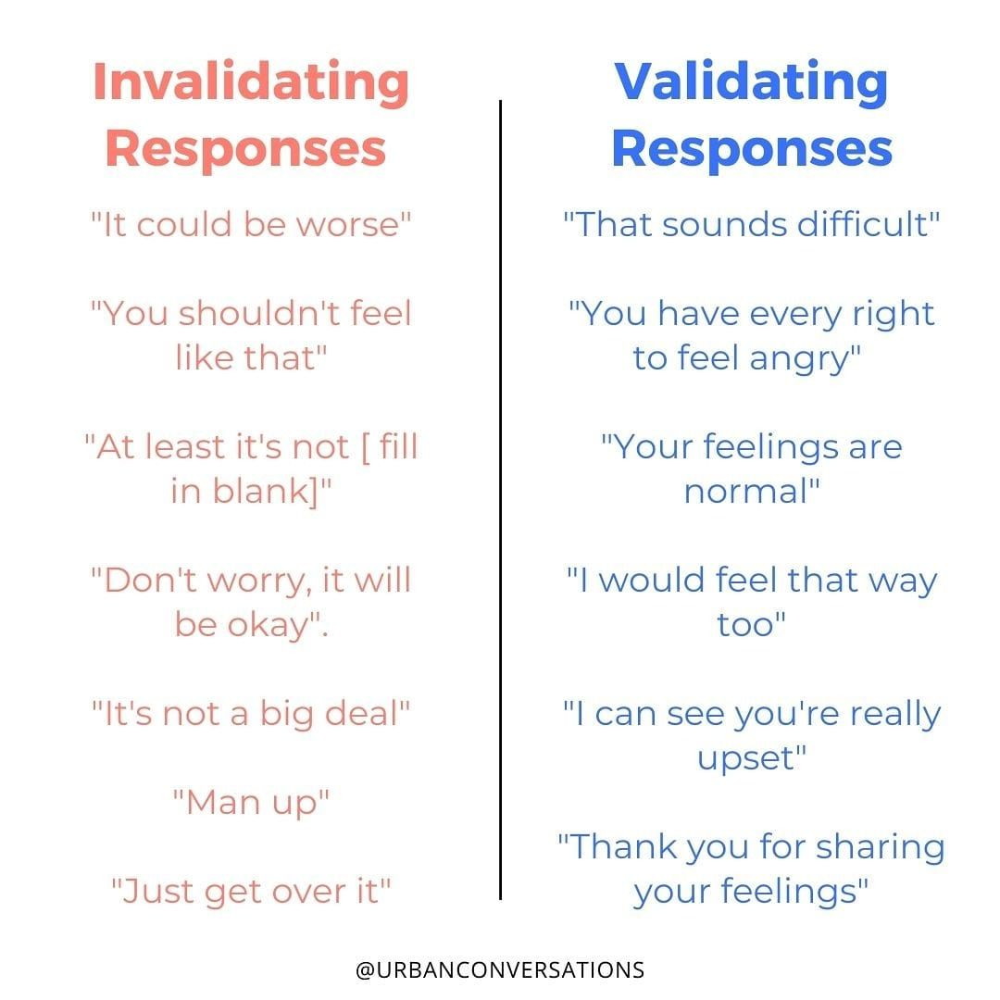 Invalidating
Responses
"It could be worse"
"You shouldn't feel
like that"
"At least it's not [ fill
in blank]"
"Don't worry, it will
be okay".
"It's not a big deal"
"Man up"
"Just get over it"
Validating
Responses
"That sounds difficult"
"You have every right
to feel angry"
"Your feelings are
normal"
"I would feel that way
too"
"I can see you're really
upset"
"Thank you for sharing
your feelings"
@URBANCONVERSATIONS